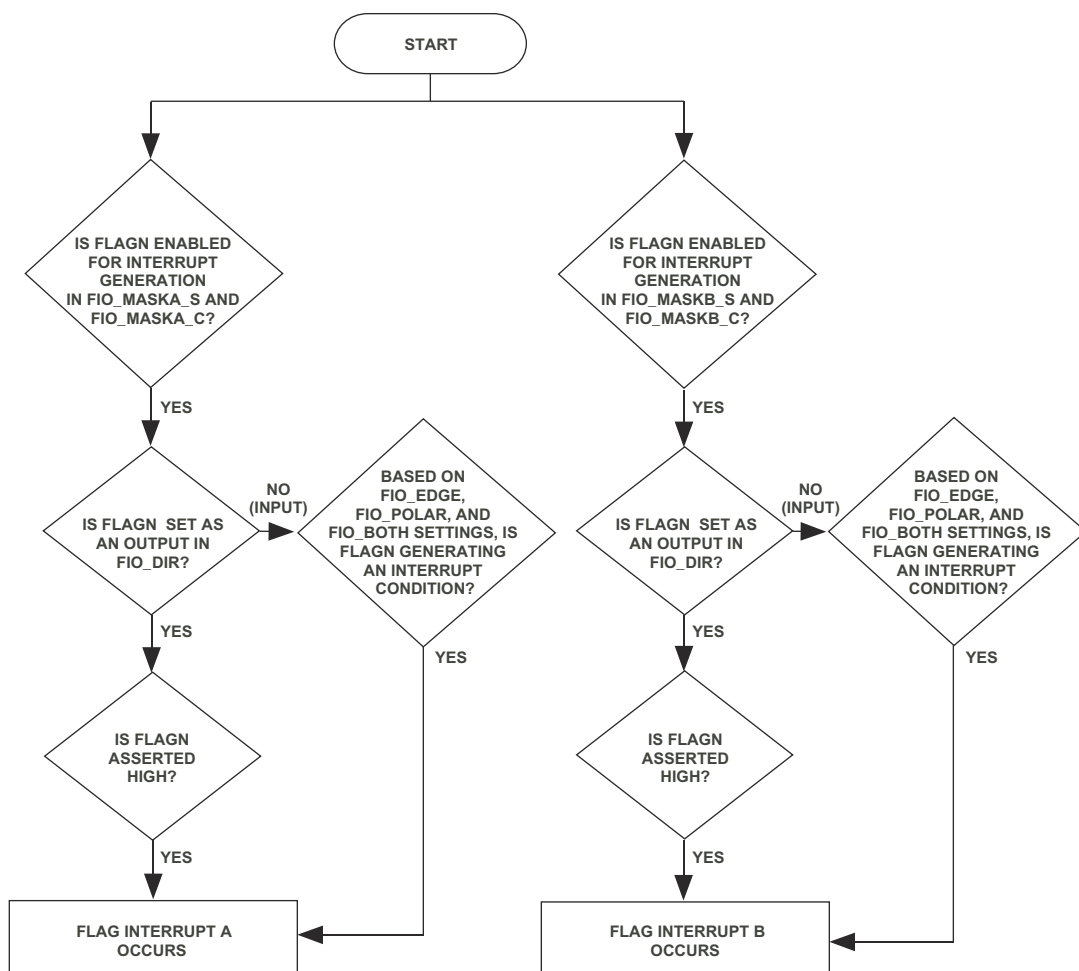 START
IS FLAGN ENABLED
FOR INTERRUPT
GENERATION
IN FIO_MASKA_S AND
FIO_MASKA_C?
YES
IS FLAGN SET AS
AN OUTPUT IN
FIO_DIR?
NO
(INPUT)
BASED ON
FIO_EDGE,
FIO_POLAR, AND
FIO_BOTH SETTINGS, IS
FLAGN GENERATING
AN INTERRUPT
CONDITION?
YES
YES
IS FLAGN
ASSERTED
HIGH?
YES
FLAG INTERRUPT A
OCCURS
IS FLAGN ENABLED
FOR INTERRUPT
GENERATION
IN FIO_MASKB_S AND
FIO_MASKB_C?
YES
IS FLAGN SET AS
AN OUTPUT IN
FIO_DIR?
NO
(INPUT)
BASED ON
FIO_EDGE,
FIO_POLAR, AND
FIO_BOTH SETTINGS, IS
FLAGN GENERATING
AN INTERRUPT
CONDITION?
YES
YES
IS FLAGN
ASSERTED
HIGH?
YES
FLAG INTERRUPT B
OCCURS